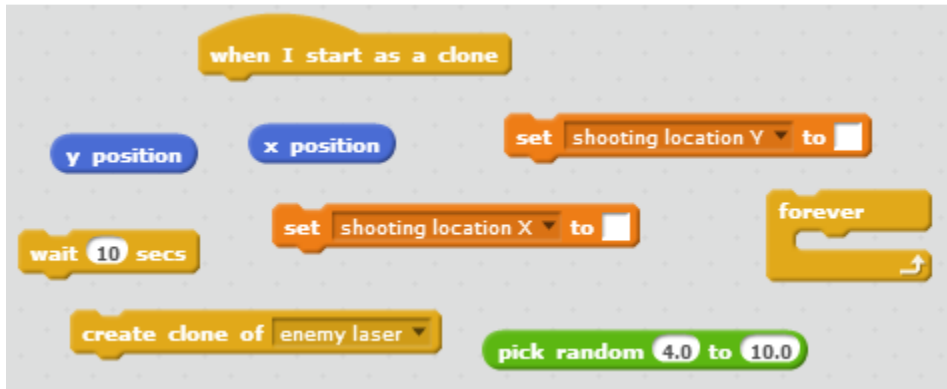 when I start as a clone
set shooting location Y to
y position
x position
forever
set shooting location X to
wait 10 secs
create clone of enemy laser
pick random 4.0 to 10.0